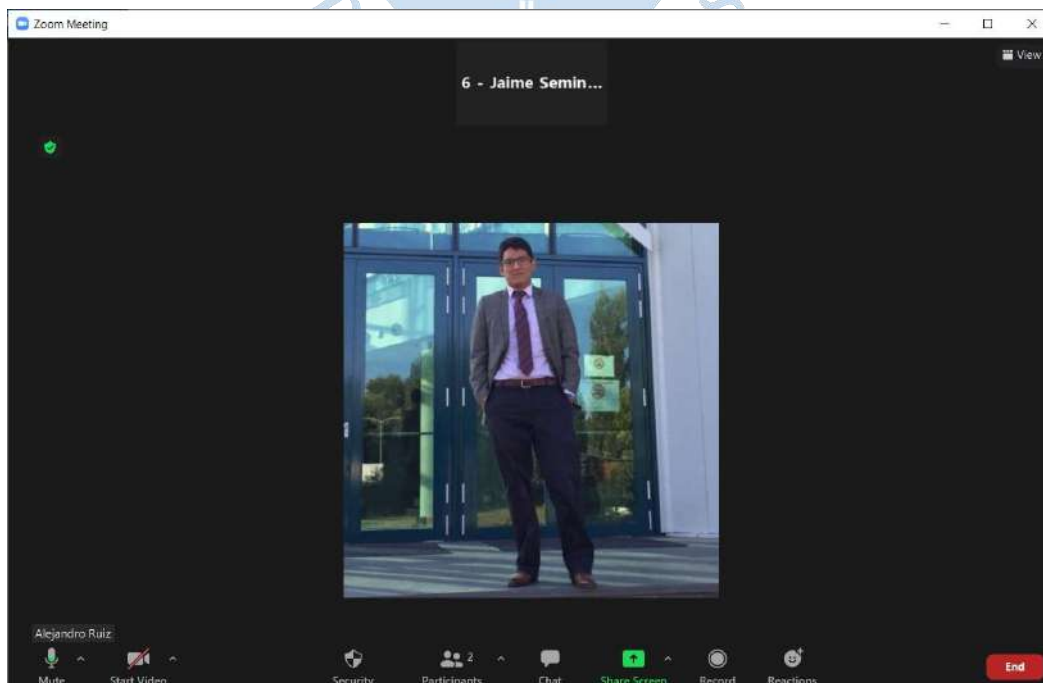 Zoom Meeting
View
6 - Jaime Semin...
Alejandro Ruiz
Mute
Start Video
Security
Participants
2
Chat
Share Screen
Record
Reactions
End